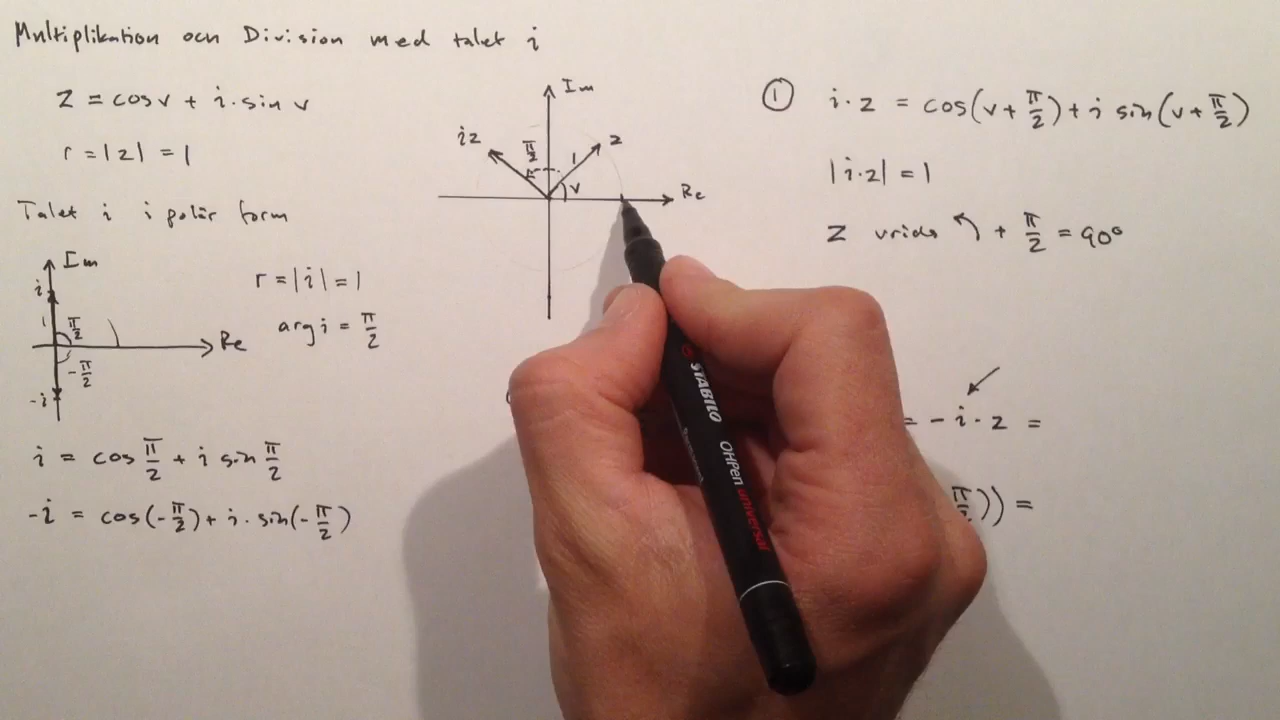 Multiplikation och Division med talet i
z = cos v + i · sin v
r = |z| = 1
Talet i i polär form
Im
i
1
π/2
Re
-π/2
-i
r = |i| = 1
arg i = π/2
i = cos π/2 + i sin π/2
-i = cos(-π/2) + i · sin(-π/2)
Im
iz
π/2
1
z
v
Re
① i · z = cos(v + π/2) + i sin(v + π/2)
|i · z| = 1
z vrids + π/2 = 90°
= -i · z =
π/2)) =
STABILO OHPen universal